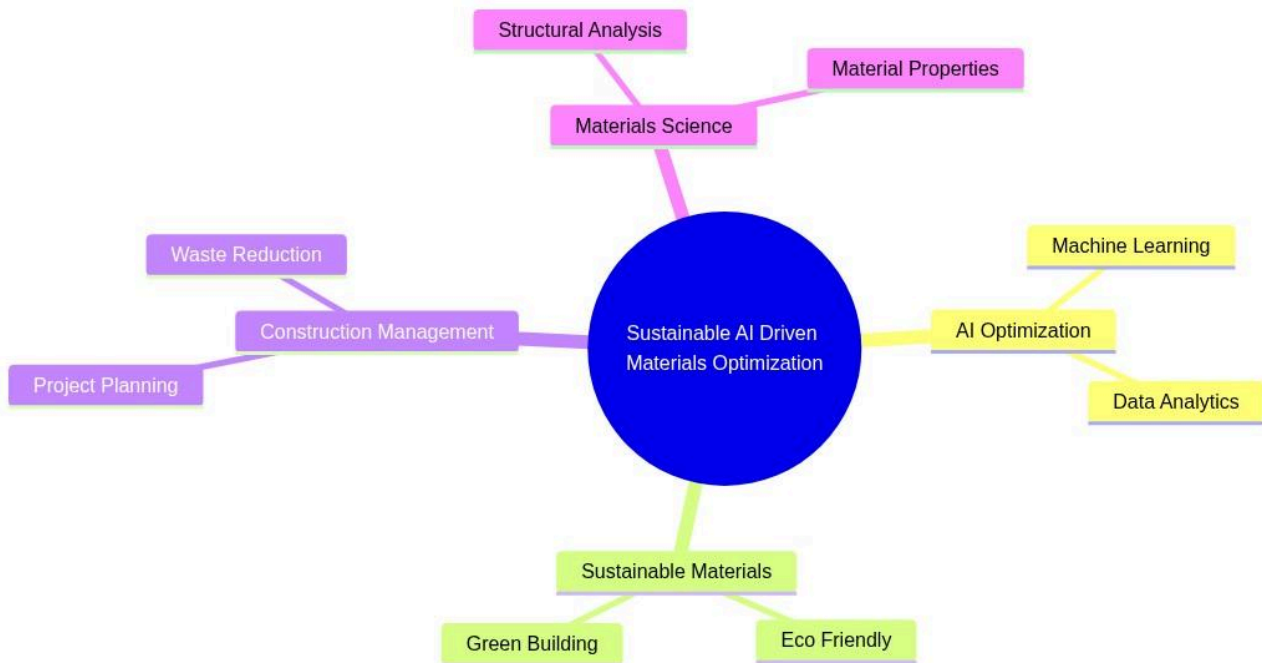 Structural Analysis
Material Properties
Materials Science
Waste Reduction
Machine Learning
Construction Management
Sustainable AI Driven
Materials Optimization
AI Optimization
Project Planning
Data Analytics
Sustainable Materials
Green Building
Eco Friendly